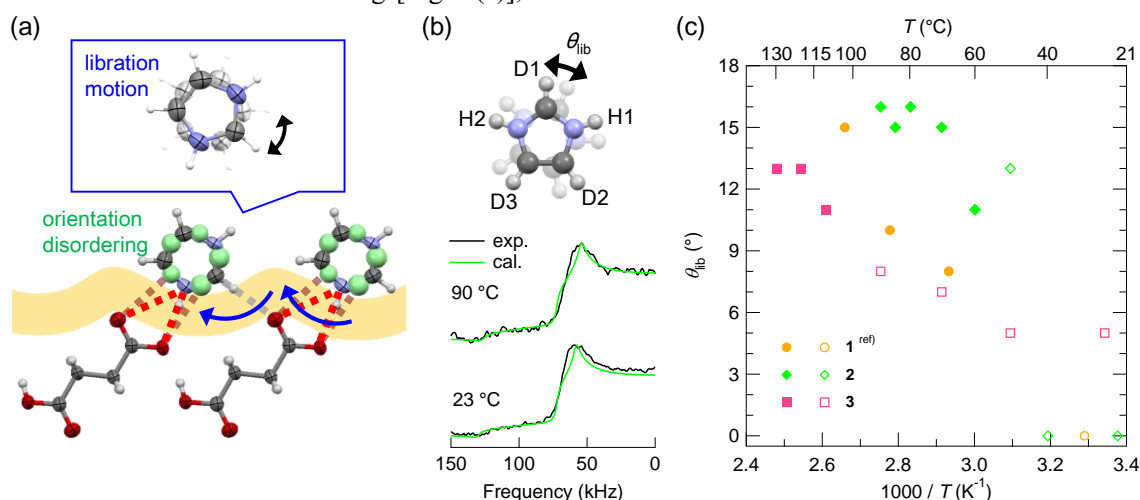 g. [Fig. (a)],
(a)
libration
motion
orientation
disordering
(b)
θlib
D1
H2
H1
D3
D2
exp.
cal.
90 °C
23 °C
150
100
50
0
Frequency (kHz)
(c)
T (°C)
130
115
100
80
60
40
21
18
15
12
9
6
3
0
θlib (°)
1 ref)
2
3
2.4
2.6
2.8
3.0
3.2
3.4
1000 / T (K⁻¹)